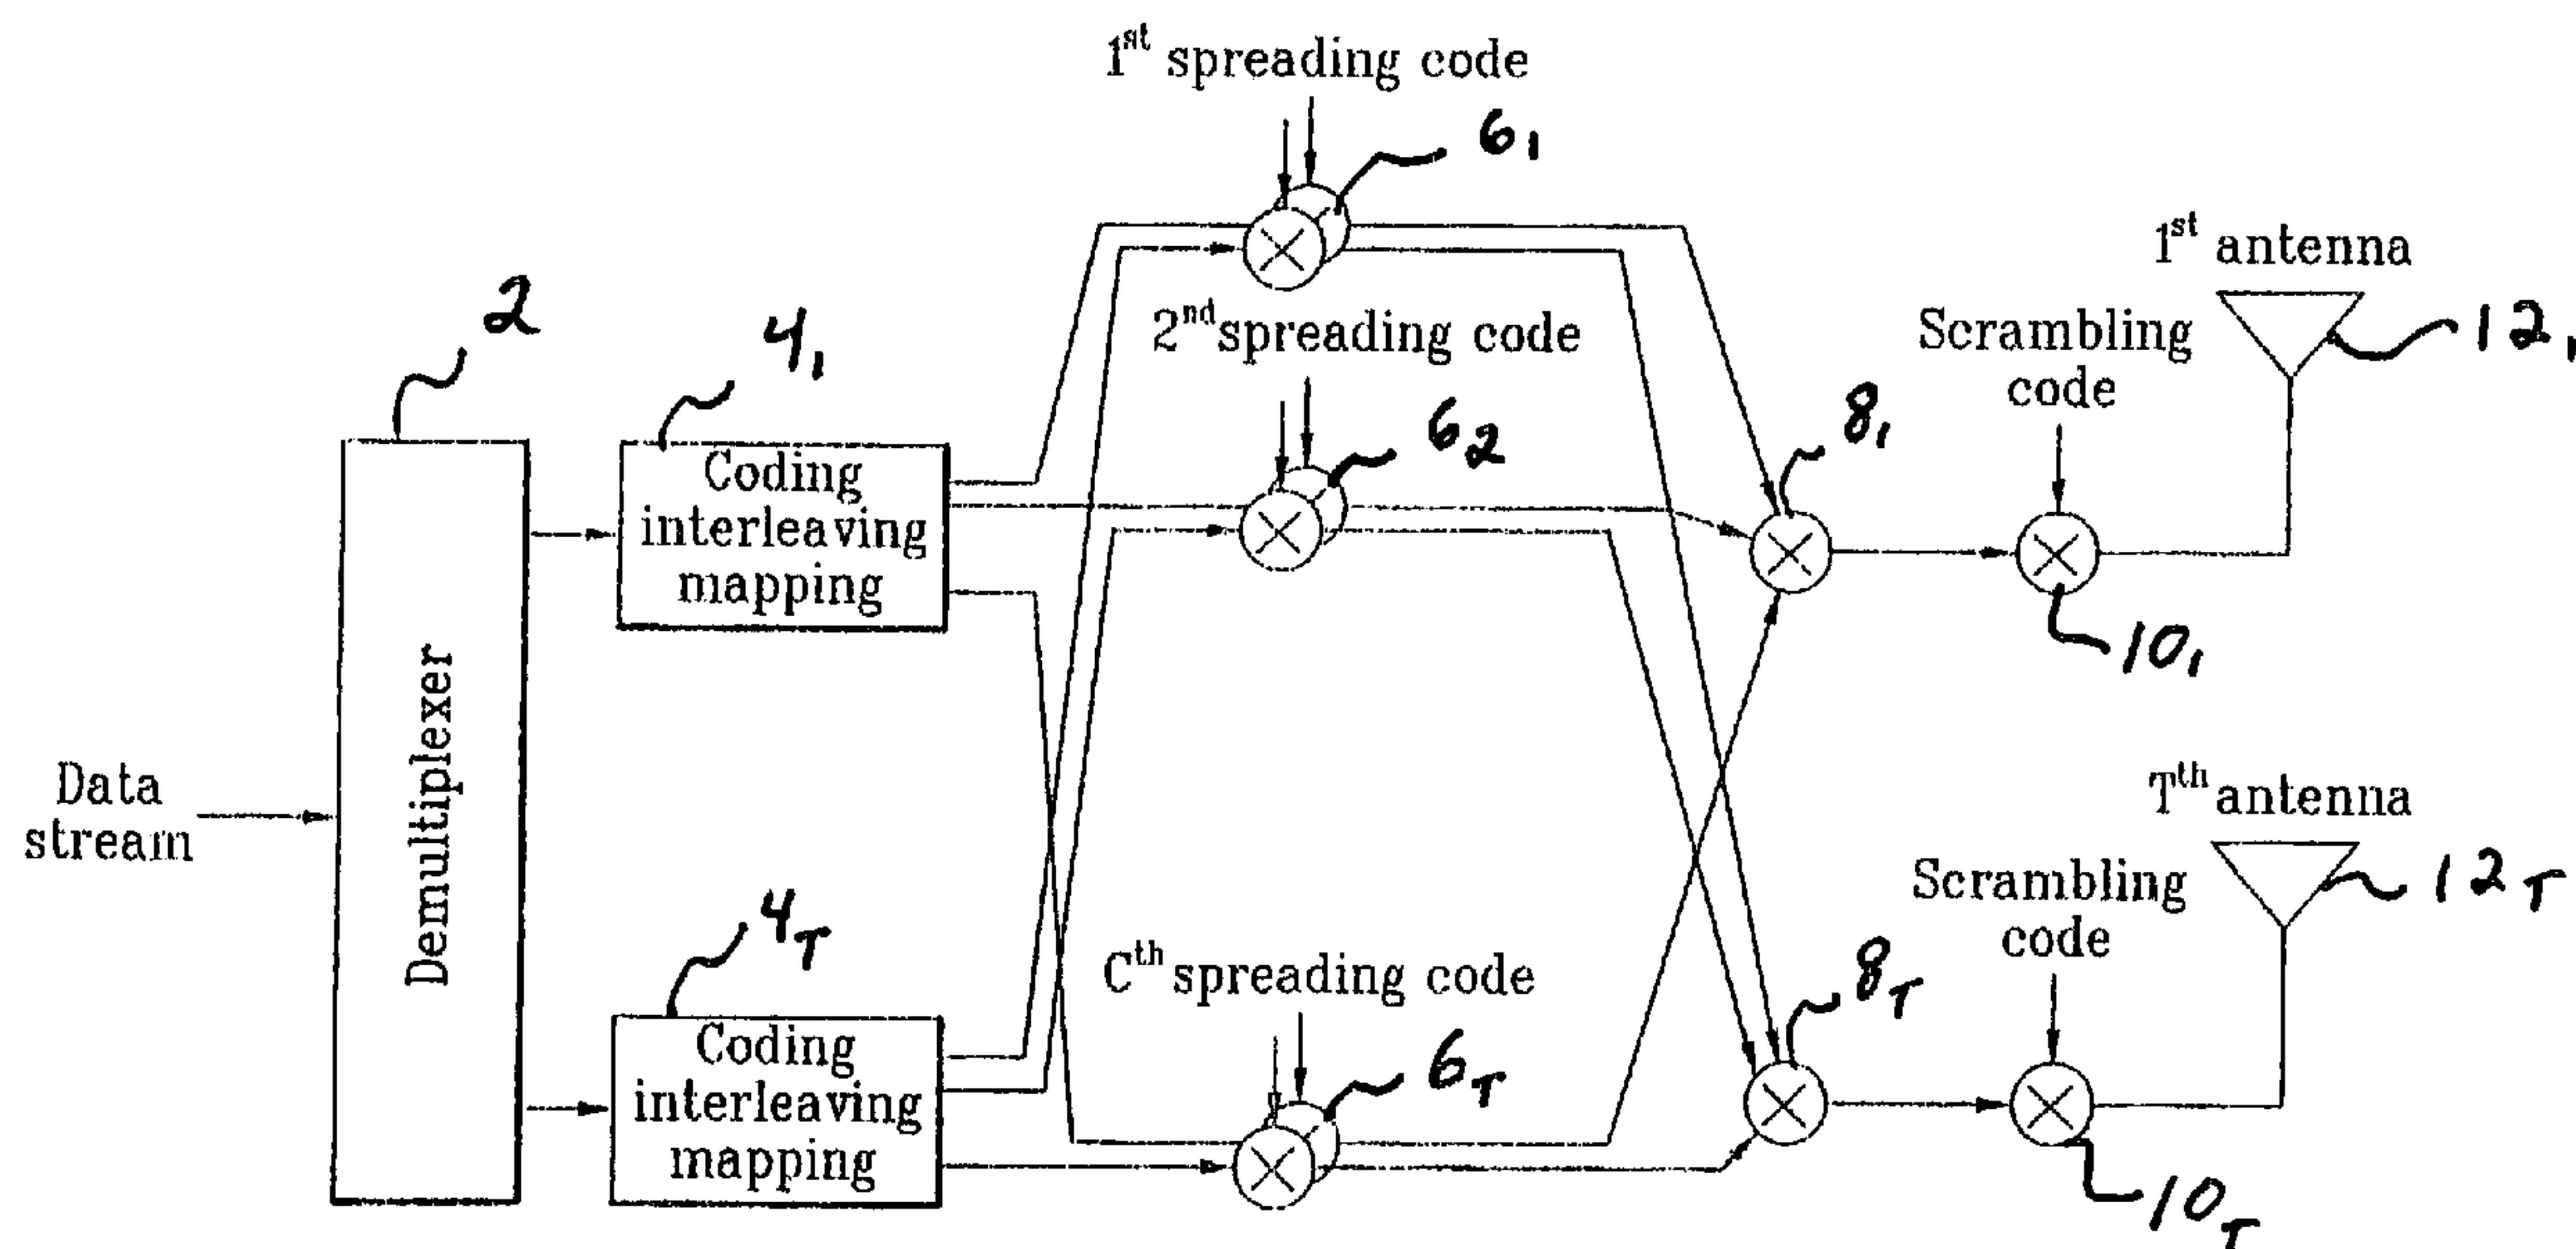 1st spreading code
6₁
1st antenna
12₁
2nd spreading code
Scrambling
code
2
4₁
6₂
8₁
Coding
interleaving
mapping
10₁
Demultiplexer
Data
stream
Tth antenna
12T
Scrambling
code
4T
Cth spreading code
8T
6T
Coding
interleaving
mapping
10T